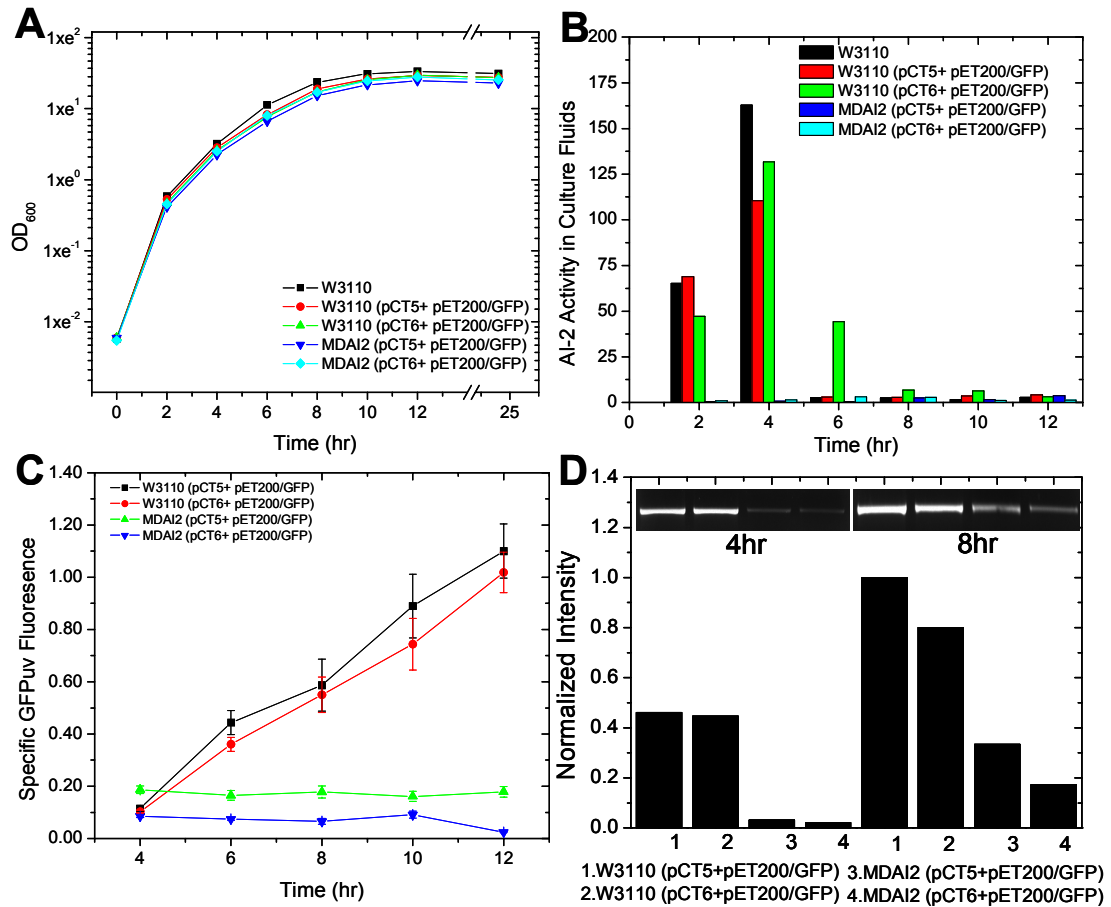 A
1xe²
1xe¹
1xe⁰
1xe⁻¹
1xe⁻²
OD₆₀₀
W3110
W3110 (pCT5+ pET200/GFP)
W3110 (pCT6+ pET200/GFP)
MDAI2 (pCT5+ pET200/GFP)
MDAI2 (pCT6+ pET200/GFP)
0 2 4 6 8 10 12 25
Time (hr)
B
200
175
150
125
100
75
50
25
0
AI-2 Activity in Culture Fluids
W3110
W3110 (pCT5+ pET200/GFP)
W3110 (pCT6+ pET200/GFP)
MDAI2 (pCT5+ pET200/GFP)
MDAI2 (pCT6+ pET200/GFP)
0 2 4 6 8 10 12
Time (hr)
C
1.40
1.20
1.00
0.80
0.60
0.40
0.20
0.00
Specific GFPuv Fluoresence
W3110 (pCT5+ pET200/GFP)
W3110 (pCT6+ pET200/GFP)
MDAI2 (pCT5+ pET200/GFP)
MDAI2 (pCT6+ pET200/GFP)
4 6 8 10 12
Time (hr)
D
1.4
1.2
1.0
0.8
0.6
0.4
0.2
0.0
Normalized Intensity
4hr 8hr
1 2 3 4 1 2 3 4
1.W3110 (pCT5+pET200/GFP) 3.MDAI2 (pCT5+pET200/GFP)
2.W3110 (pCT6+pET200/GFP) 4.MDAI2 (pCT6+pET200/GFP)